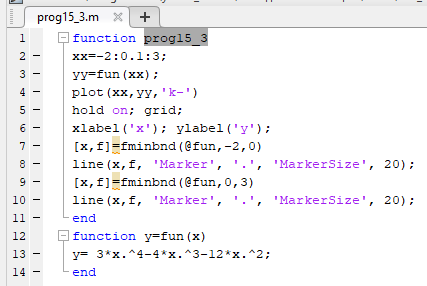 prog15_3.m × +
1 function prog15_3
2 – xx=-2:0.1:3;
3 – yy=fun(xx);
4 – plot(xx,yy,'k-')
5 – hold on; grid;
6 – xlabel('x'); ylabel('y');
7 – [x,f]=fminbnd(@fun,-2,0)
8 – line(x,f, 'Marker', '.', 'MarkerSize', 20);
9 – [x,f]=fminbnd(@fun,0,3)
10 – line(x,f, 'Marker', '.', 'MarkerSize', 20);
11 – end
12 function y=fun(x)
13 – y= 3*x.^4-4*x.^3-12*x.^2;
14 – end